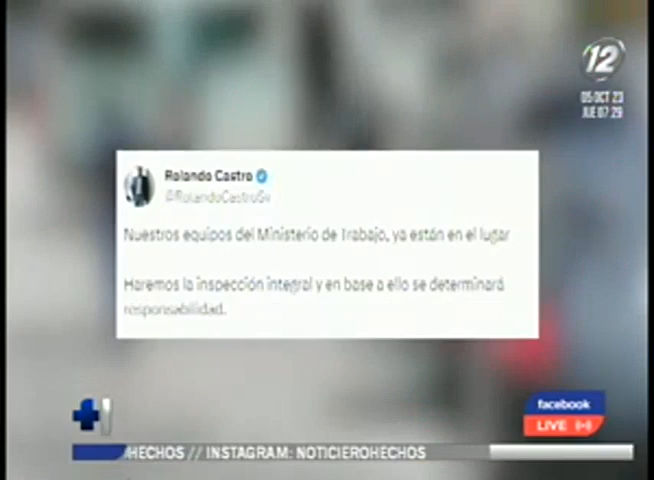 12
05 OCT 23
JUE 07 29
Rolando Castro
@RolandoCastroSv
Nuestros equipos del Ministerio de Trabajo, ya están en el lugar
Haremos la inspección integral y en base a ello se determinará
responsabilidad.
facebook
LIVE
HECHOS // INSTAGRAM: NOTICIEROHECHOS